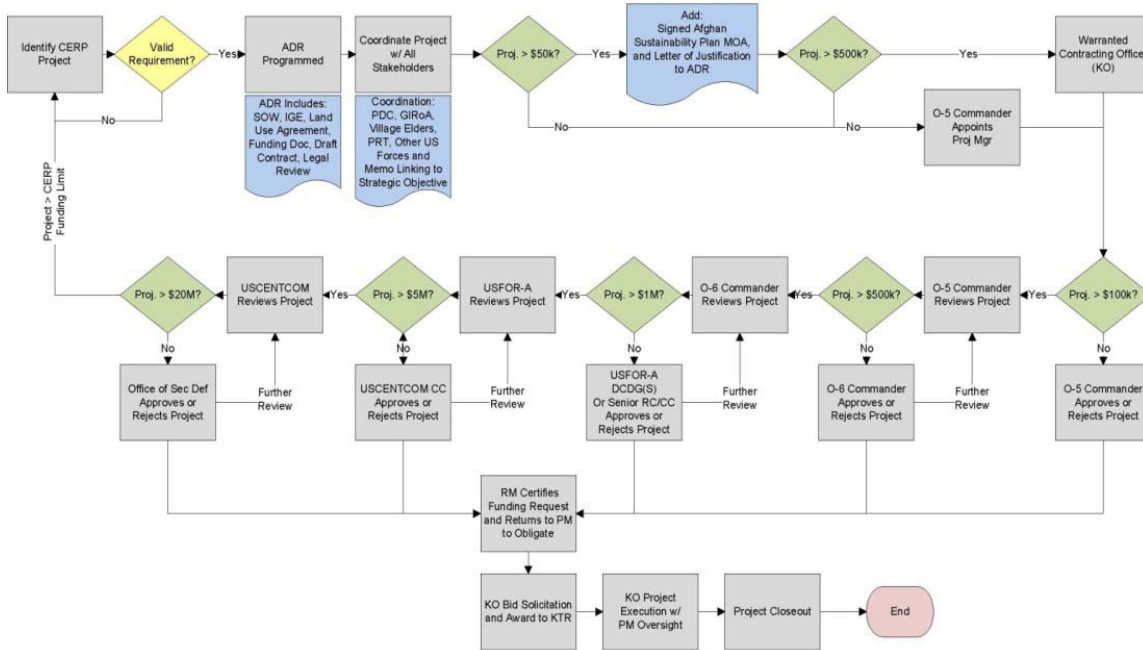 Identify CERP
Project
Valid
Requirement?
Yes
No
ADR
Programmed
ADR Includes:
SOW, IGE, Land
Use Agreement,
Funding Doc, Draft
Contract, Legal
Review
Coordinate Project
w/ All
Stakeholders
Coordination:
PDC, GIRoA,
Village Elders,
PRT, Other US
Forces and
Memo Linking to
Strategic Objective
Proj. > $50k?
Yes
No
Add:
Signed Afghan
Sustainability Plan MOA,
and Letter of Justification
to ADR
Proj. > $500k?
Yes
No
Warranted
Contracting Officer
(KO)
O-5 Commander
Appoints
Proj Mgr
Project > CERP
Funding Limit
Proj. > $20M?
No
USCENTCOM
Reviews Project
Yes
Proj. > $5M?
No
USFOR-A
Reviews Project
Yes
Proj. > $1M?
No
O-6 Commander
Reviews Project
Yes
Proj. > $500k?
No
O-5 Commander
Reviews Project
Yes
Proj. > $100k?
No
Office of Sec Def
Approves or
Rejects Project
Further
Review
USCENTCOM CC
Approves or
Rejects Project
Further
Review
USFOR-A
DCDG(S)
Or Senior RC/CC
Approves or
Rejects Project
Further
Review
O-6 Commander
Approves or
Rejects Project
Further
Review
O-5 Commander
Approves or
Rejects Project
RM Certifies
Funding Request
and Returns to PM
to Obligate
KO Bid Solicitation
and Award to KTR
KO Project
Execution w/
PM Oversight
Project Closeout
End